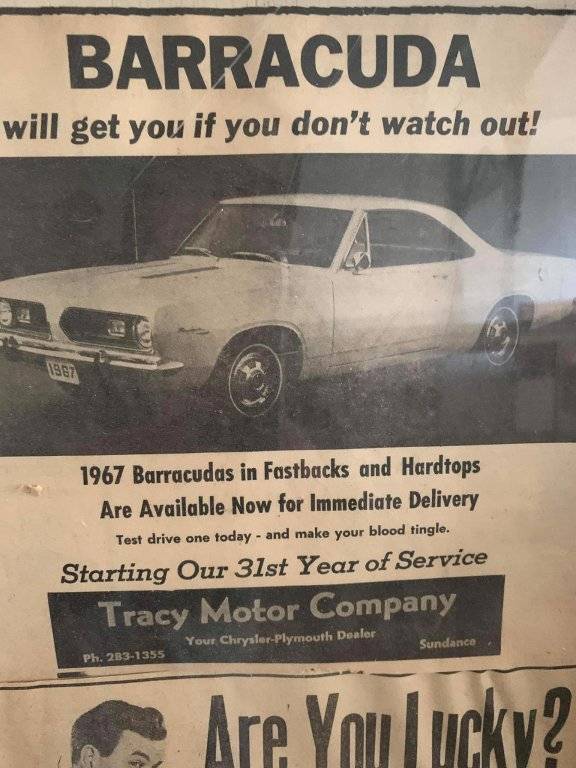 BARRACUDA
will get you if you don't watch out!
1967
1967 Barracudas in Fastbacks and Hardtops
Are Available Now for Immediate Delivery
Test drive one today - and make your blood tingle.
Starting Our 31st Year of Service
Tracy Motor Company
Your Chrysler-Plymouth Dealer
Ph. 283-1355 Sundance
Are You Lucky?